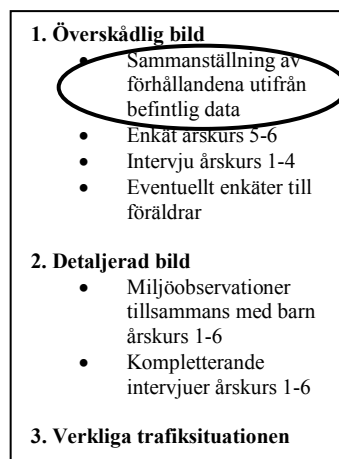 1. Överskådlig bild
• Sammanställning av
förhållandena utifrån
befintlig data
• Enkät årskurs 5-6
• Intervju årskurs 1-4
• Eventuellt enkäter till
föräldrar
2. Detaljerad bild
• Miljöobservationer
tillsammans med barn
årskurs 1-6
• Kompletterande
intervjuer årskurs 1-6
3. Verkliga trafiksituationen